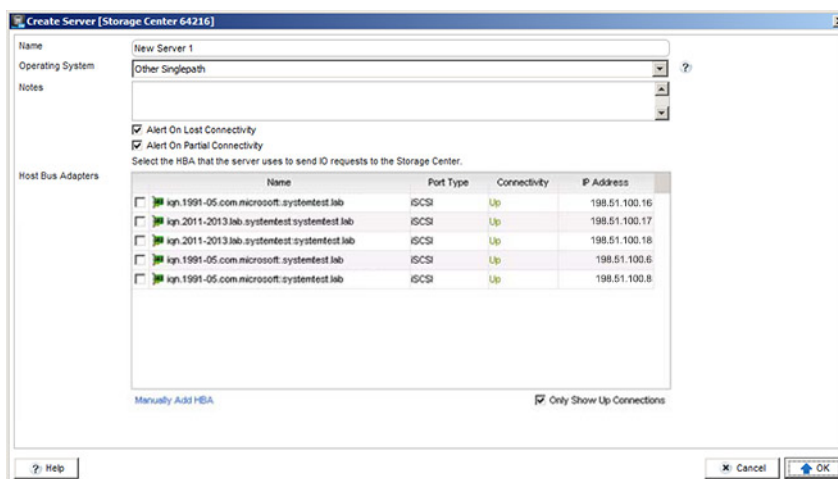 Create Server [Storage Center 64216]
Name New Server 1
Operating System Other Singlepath
Notes
Alert On Lost Connectivity
Alert On Partial Connectivity
Select the HBA that the server uses to send IO requests to the Storage Center.
Host Bus Adapters
Name Port Type Connectivity IP Address
iqn.1991-05.com.microsoft:systemtest.lab iSCSI Up 198.51.100.16
iqn.2011-2013.lab.systemtest:systemtest.lab iSCSI Up 198.51.100.17
iqn.2011-2013.lab.systemtest:systemtest.lab iSCSI Up 198.51.100.18
iqn.1991-05.com.microsoft:systemtest.lab iSCSI Up 198.51.100.6
iqn.1991-05.com.microsoft:systemtest.lab iSCSI Up 198.51.100.8
Manually Add HBA Only Show Up Connections
? Help Cancel OK